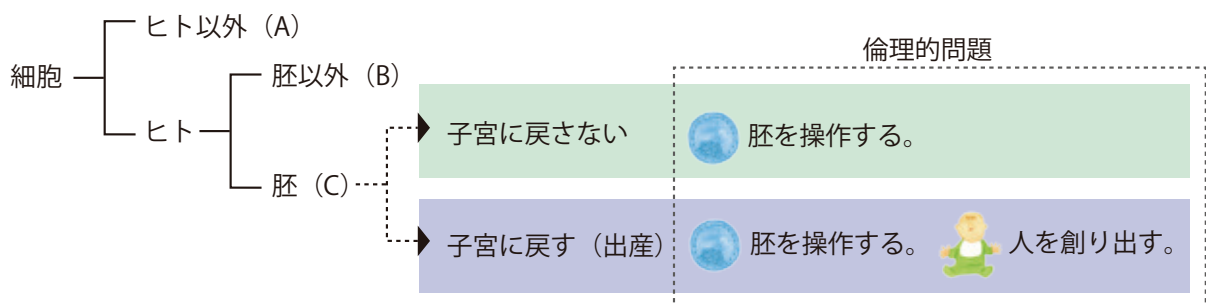 倫理的問題
細胞
ヒト以外（A）
ヒト
胚以外（B）
胚（C）
子宮に戻さない
胚を操作する。
子宮に戻す（出産）
胚を操作する。
人を創り出す。